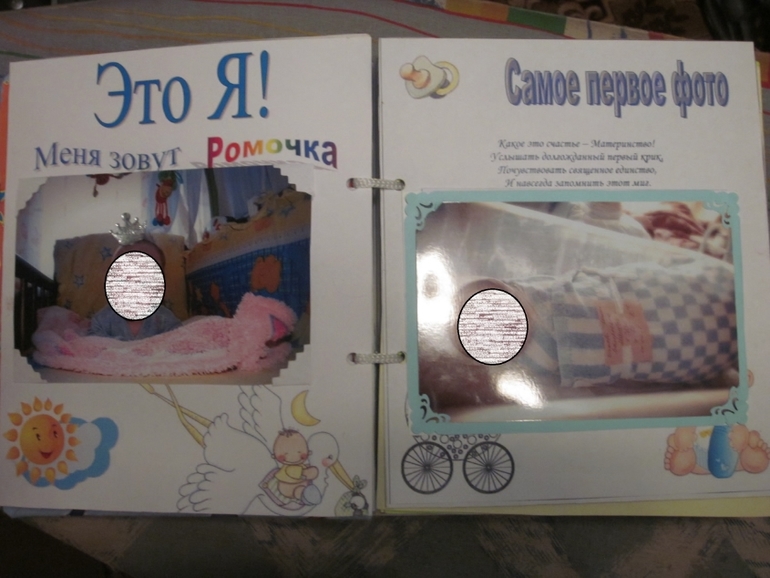 Это Я!
Меня зовут Ромочка
Самое первое фото
Какое это счастье – Материнство!
Услышать долгожданный первый крик,
Почувствовать священное единство,
И навсегда запомнить этот миг.